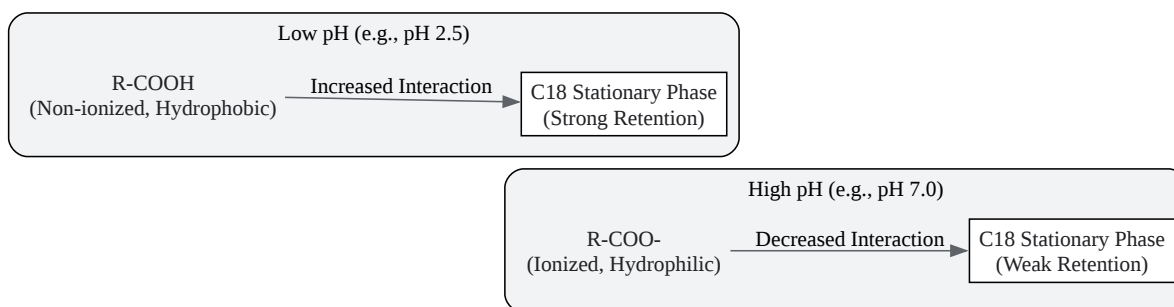 Low pH (e.g., pH 2.5)
R-COOH
(Non-ionized, Hydrophobic)
Increased Interaction
C18 Stationary Phase
(Strong Retention)
High pH (e.g., pH 7.0)
R-COO-
(Ionized, Hydrophilic)
Decreased Interaction
C18 Stationary Phase
(Weak Retention)